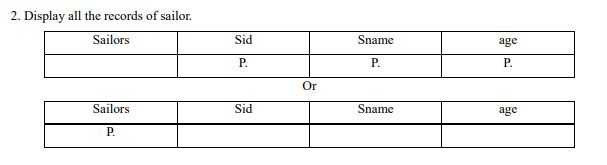 2. Display all the records of sailor.
Sailors Sid Sname age
P. P. P.
Or
Sailors Sid Sname age
P.